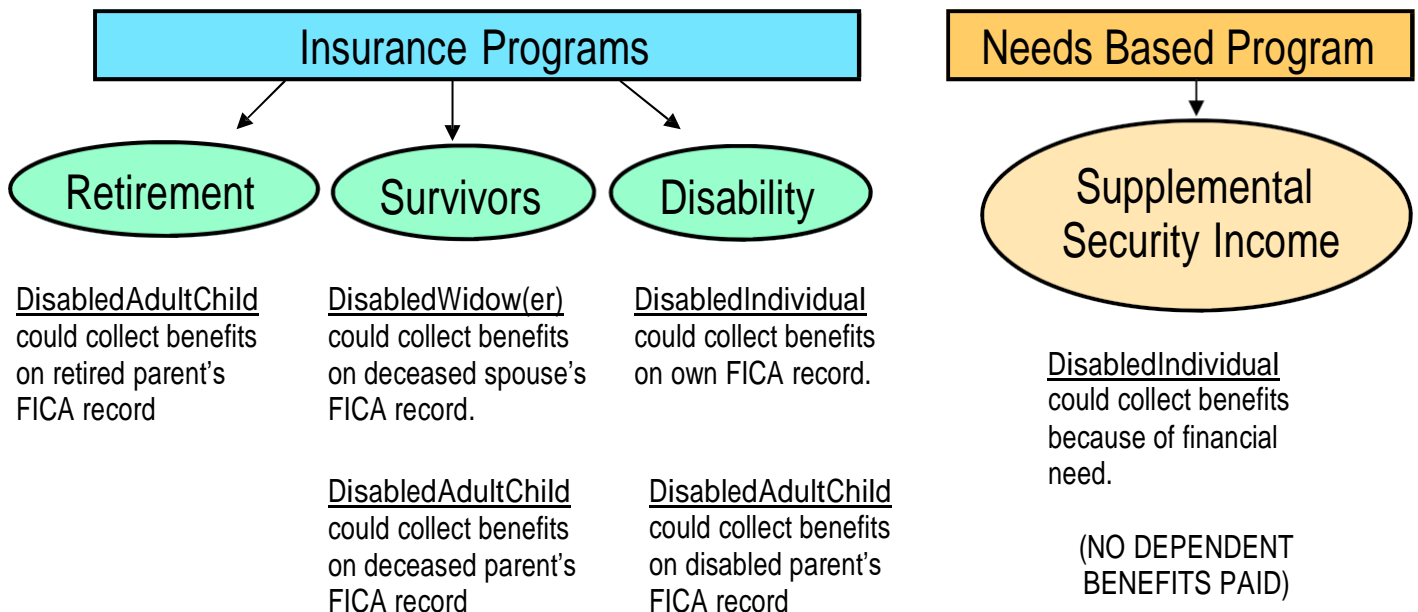 Insurance Programs
Needs Based Program
Retirement
Survivors
Disability
Supplemental
Security Income
DisabledAdultChild
could collect benefits
on retired parent's
FICA record
DisabledWidow(er)
could collect benefits
on deceased spouse's
FICA record.
DisabledAdultChild
could collect benefits
on deceased parent's
FICA record
DisabledIndividual
could collect benefits
on own FICA record.
DisabledAdultChild
could collect benefits
on disabled parent's
FICA record
DisabledIndividual
could collect benefits
because of financial
need.
(NO DEPENDENT
BENEFITS PAID)